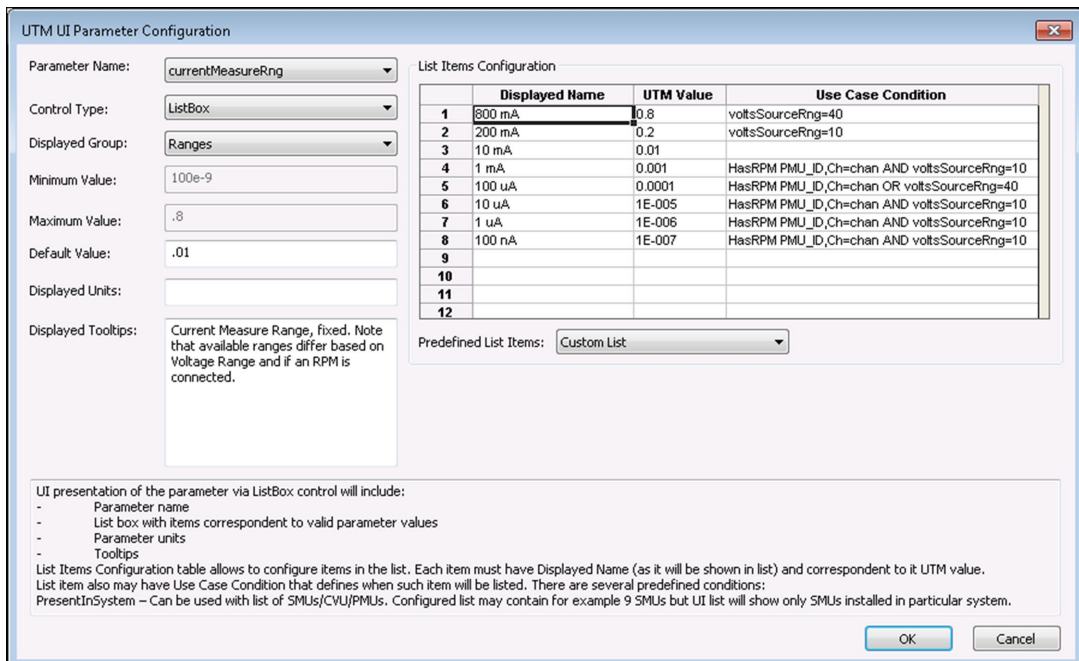 UTM UI Parameter Configuration
Parameter Name:
currentMeasureRng
Control Type:
ListBox
Displayed Group:
Ranges
Minimum Value:
100e-9
Maximum Value:
.8
Default Value:
.01
Displayed Units:
Displayed Tooltips:
Current Measure Range, fixed. Note
that available ranges differ based on
Voltage Range and if an RPM is
connected.
List Items Configuration
Displayed Name UTM Value Use Case Condition
1 800 mA 0.8 voltsSourceRng=40
2 200 mA 0.2 voltsSourceRng=10
3 10 mA 0.01
4 1 mA 0.001 HasRPM PMU_ID,Ch=chan AND voltsSourceRng=10
5 100 uA 0.0001 HasRPM PMU_ID,Ch=chan OR voltsSourceRng=40
6 10 uA 1E-005 HasRPM PMU_ID,Ch=chan AND voltsSourceRng=10
7 1 uA 1E-006 HasRPM PMU_ID,Ch=chan AND voltsSourceRng=10
8 100 nA 1E-007 HasRPM PMU_ID,Ch=chan AND voltsSourceRng=10
9
10
11
12
Predefined List Items: Custom List
UI presentation of the parameter via ListBox control will include:
- Parameter name
- List box with items correspondent to valid parameter values
- Parameter units
- Tooltips
List Items Configuration table allows to configure items in the list. Each item must have Displayed Name (as it will be shown in list) and correspondent to it UTM value.
List item also may have Use Case Condition that defines when such item will be listed. There are several predefined conditions:
PresentInSystem – Can be used with list of SMUs/CVU/PMUs. Configured list may contain for example 9 SMUs but UI list will show only SMUs installed in particular system.
OK
Cancel